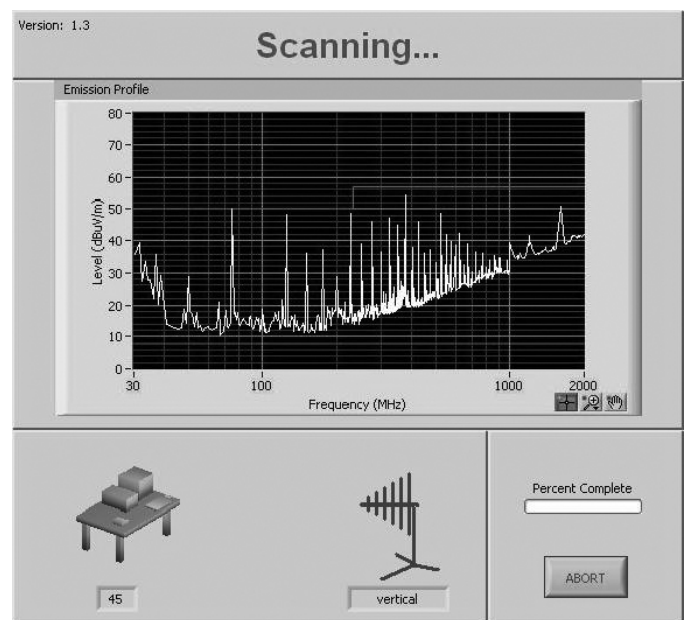 Version: 1.3
Scanning...
Emission Profile
80
70
60
50
40
30
20
10
0
Level (dBuV/m)
30
100
1000
2000
Frequency (MHz)
45
vertical
Percent Complete
ABORT